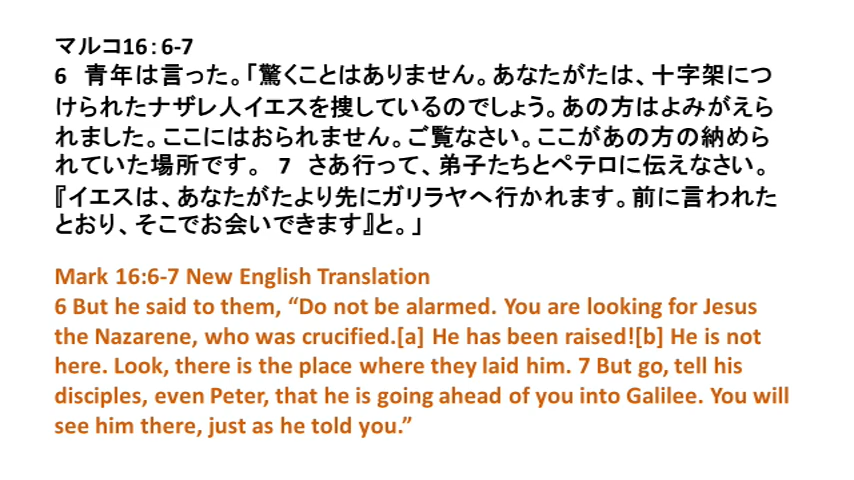 マルコ16：6-7
6　青年は言った。「驚くことはありません。あなたがたは、十字架につ
けられたナザレ人イエスを捜しているのでしょう。あの方はよみがえら
れました。ここにはおられません。ご覧なさい。ここがあの方の納めら
れていた場所です。　7　さあ行って、弟子たちとペテロに伝えなさい。
『イエスは、あなたがたより先にガリラヤへ行かれます。前に言われた
とおり、そこでお会いできます』と。」
Mark 16:6-7 New English Translation
6 But he said to them, “Do not be alarmed. You are looking for Jesus
the Nazarene, who was crucified.[a] He has been raised![b] He is not
here. Look, there is the place where they laid him. 7 But go, tell his
disciples, even Peter, that he is going ahead of you into Galilee. You will
see him there, just as he told you.”